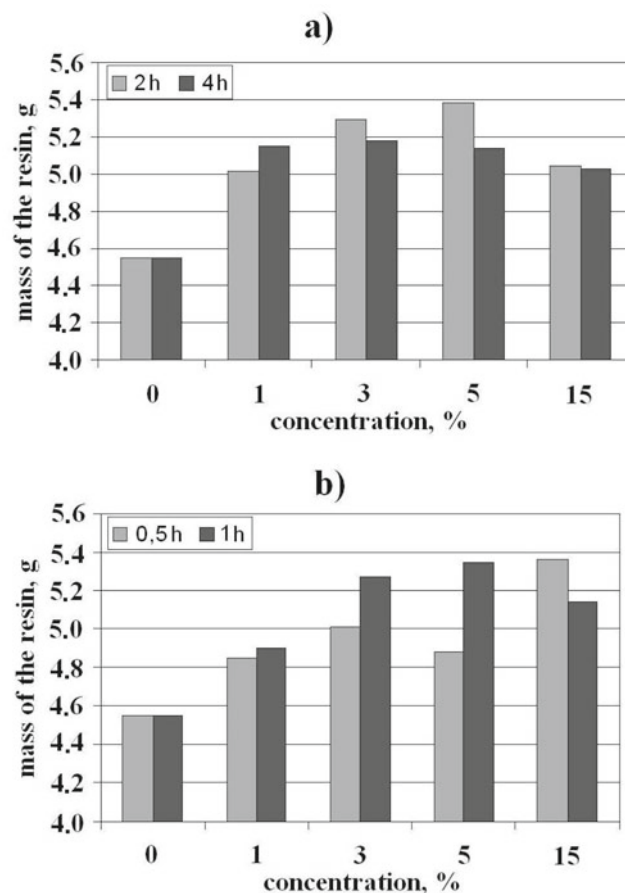 a)
mass of the resin, g
5.6
5.4
5.2
5.0
4.8
4.6
4.4
4.2
4.0
2h 4h
0 1 3 5 15
concentration, %
b)
mass of the resin, g
5.6
5.4
5.2
5.0
4.8
4.6
4.4
4.2
4.0
0,5h 1h
0 1 3 5 15
concentration, %